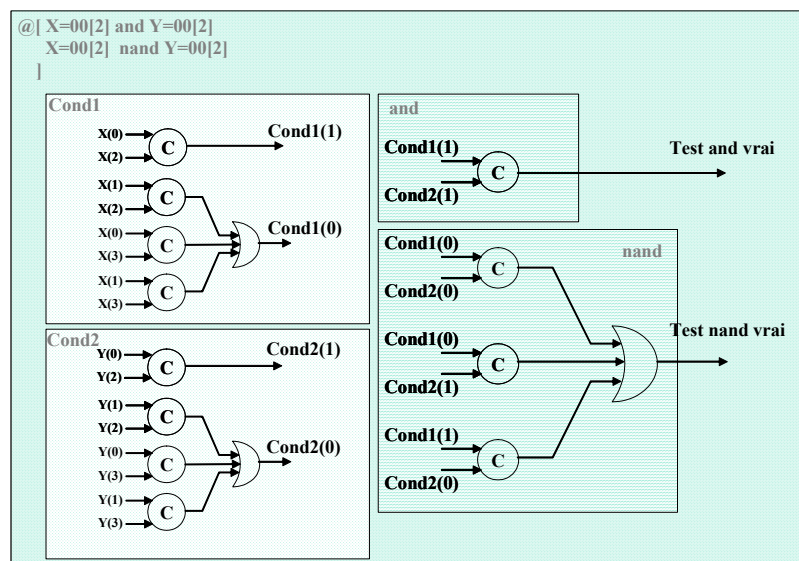 @[ X=00[2] and Y=00[2]
X=00[2] nand Y=00[2]
]
Cond1
X(0)
X(2)
C
Cond1(1)
X(1)
X(2)
C
X(0)
X(3)
C
X(1)
X(3)
C
Cond1(0)
Cond2
Y(0)
Y(2)
C
Cond2(1)
Y(1)
Y(2)
C
Y(0)
Y(3)
C
Y(1)
Y(3)
C
Cond2(0)
and
Cond1(1)
Cond2(1)
C
Test and vrai
nand
Cond1(0)
Cond2(0)
C
Cond1(0)
Cond2(1)
C
Cond1(1)
Cond2(0)
C
Test nand vrai